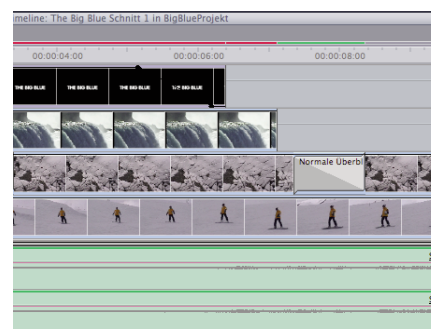 meline: The Big Blue Schnitt 1 in BigBlueProjekt
00:00:04:00 00:00:06:00 00:00:08:00
THE BIG BLUE THE BIG BLUE THE BIG BLUE THE BIG BLUE
Normale Überbl